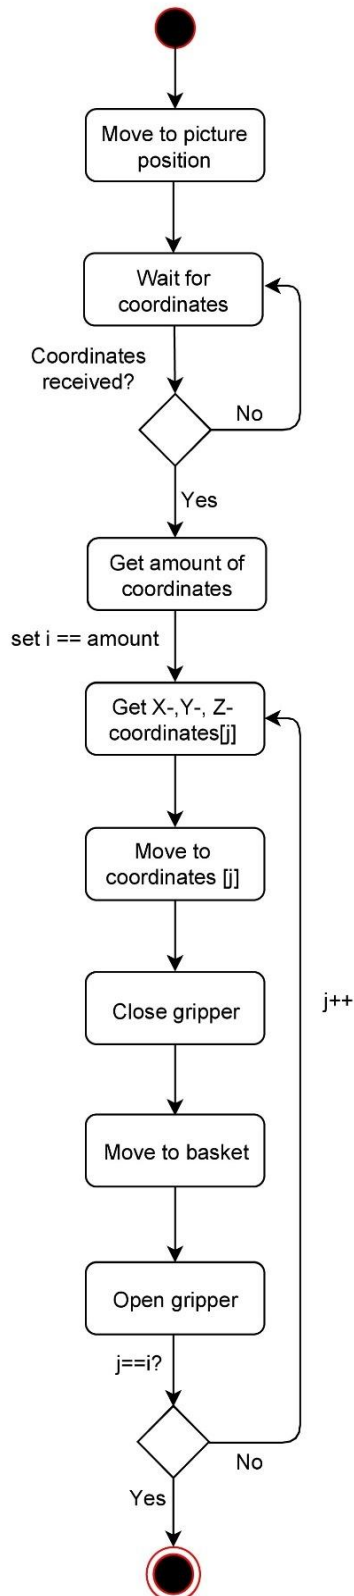 Move to picture
position
Wait for
coordinates
Coordinates
received?
No
Yes
Get amount of
coordinates
set i == amount
Get X-,Y-, Z-
coordinates[j]
Move to
coordinates [j]
Close gripper
j++
Move to basket
Open gripper
j==i?
No
Yes